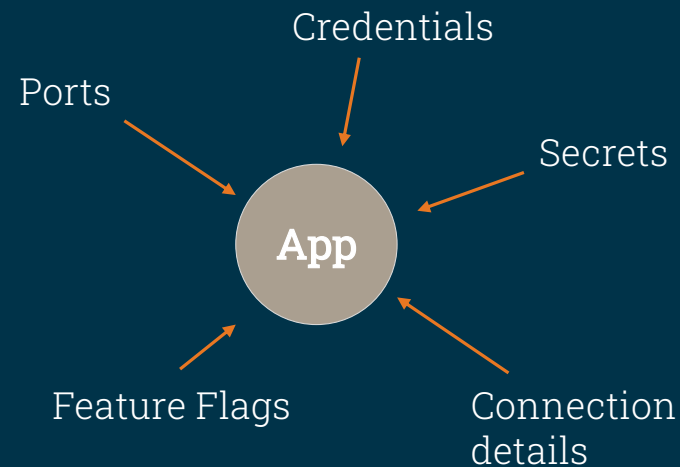 Credentials
Ports
Secrets
App
Feature Flags
Connection
details